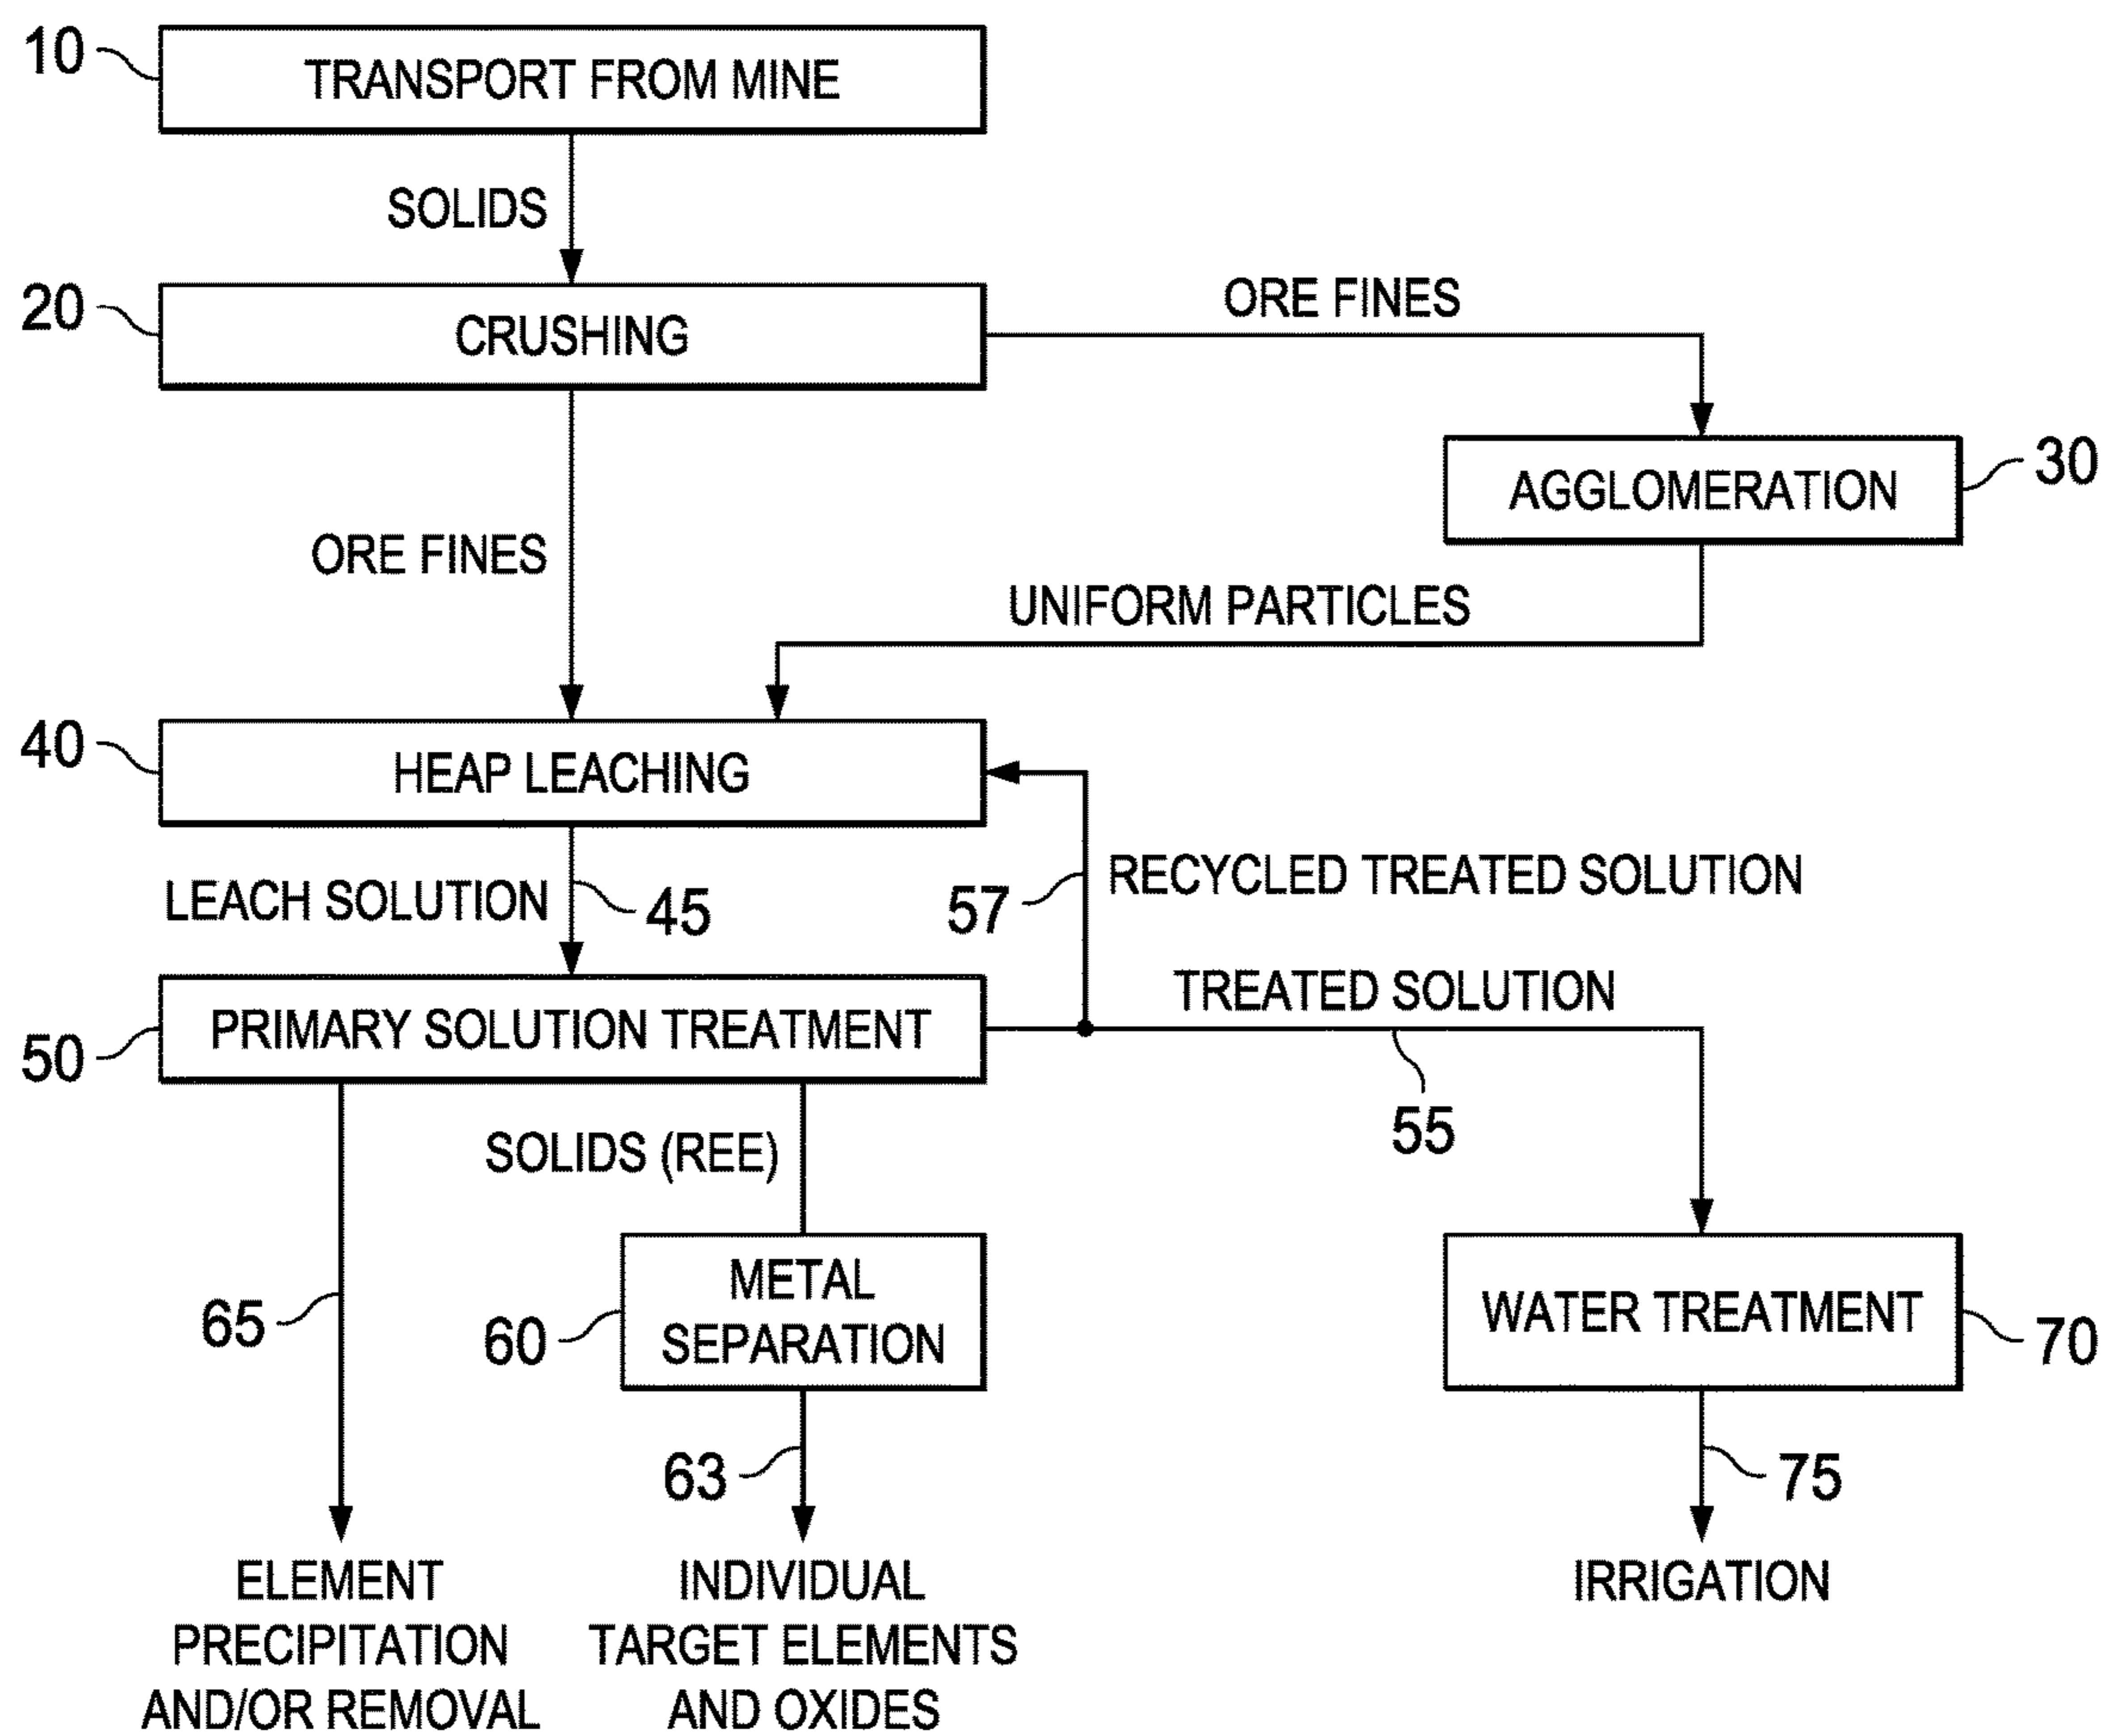 10
TRANSPORT FROM MINE
SOLIDS
20
CRUSHING
ORE FINES
AGGLOMERATION
30
ORE FINES
UNIFORM PARTICLES
40
HEAP LEACHING
LEACH SOLUTION
45
57
RECYCLED TREATED SOLUTION
TREATED SOLUTION
50
PRIMARY SOLUTION TREATMENT
55
SOLIDS (REE)
65
60
METAL
SEPARATION
WATER TREATMENT
70
63
75
ELEMENT
PRECIPITATION
AND/OR REMOVAL
INDIVIDUAL
TARGET ELEMENTS
AND OXIDES
IRRIGATION